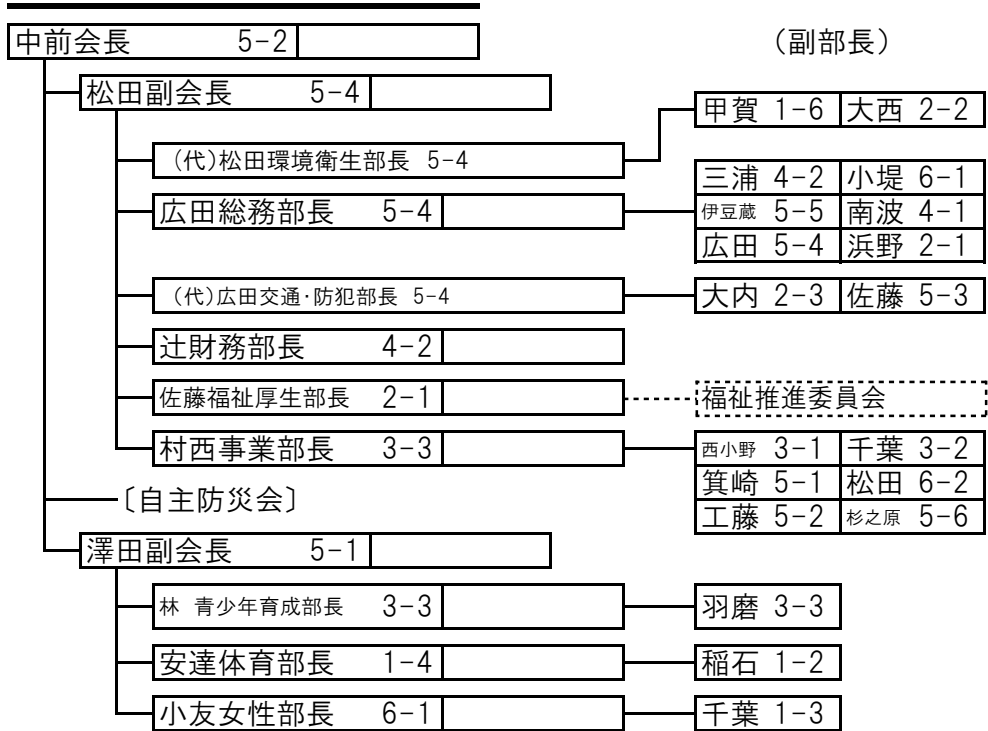 中前会長 5-2
（副部長）
松田副会長 5-4
甲賀 1-6 大西 2-2
（代）松田環境衛生部長 5-4
三浦 4-2 小堤 6-1
広田総務部長 5-4
伊豆蔵 5-5 南波 4-1
広田 5-4 浜野 2-1
（代）広田交通・防犯部長 5-4
大内 2-3 佐藤 5-3
辻財務部長 4-2
佐藤福祉厚生部長 2-1
福祉推進委員会
村西事業部長 3-3
西小野 3-1 千葉 3-2
箕崎 5-1 松田 6-2
工藤 5-2 杉之原 5-6
〔自主防災会〕
澤田副会長 5-1
林 青少年育成部長 3-3
羽磨 3-3
安達体育部長 1-4
稲石 1-2
小友女性部長 6-1
千葉 1-3